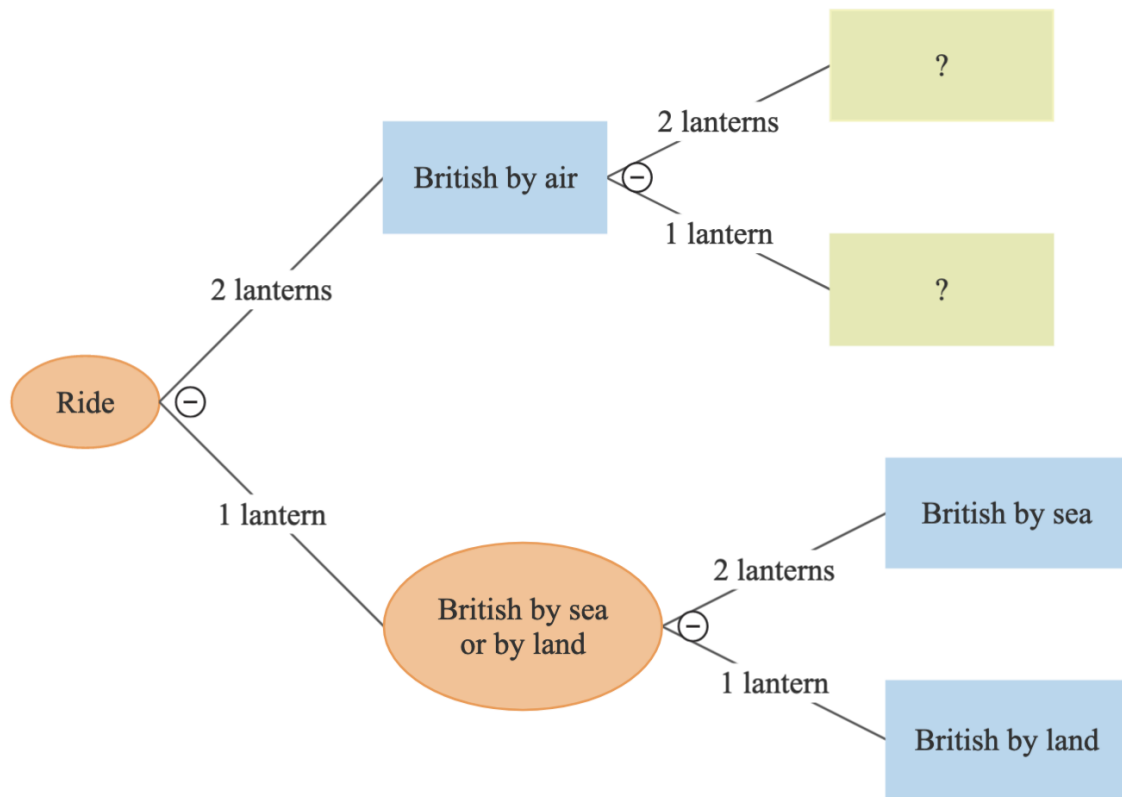 ?
2 lanterns
British by air
1 lantern
?
2 lanterns
Ride
1 lantern
British by sea
2 lanterns
British by sea
or by land
1 lantern
British by land